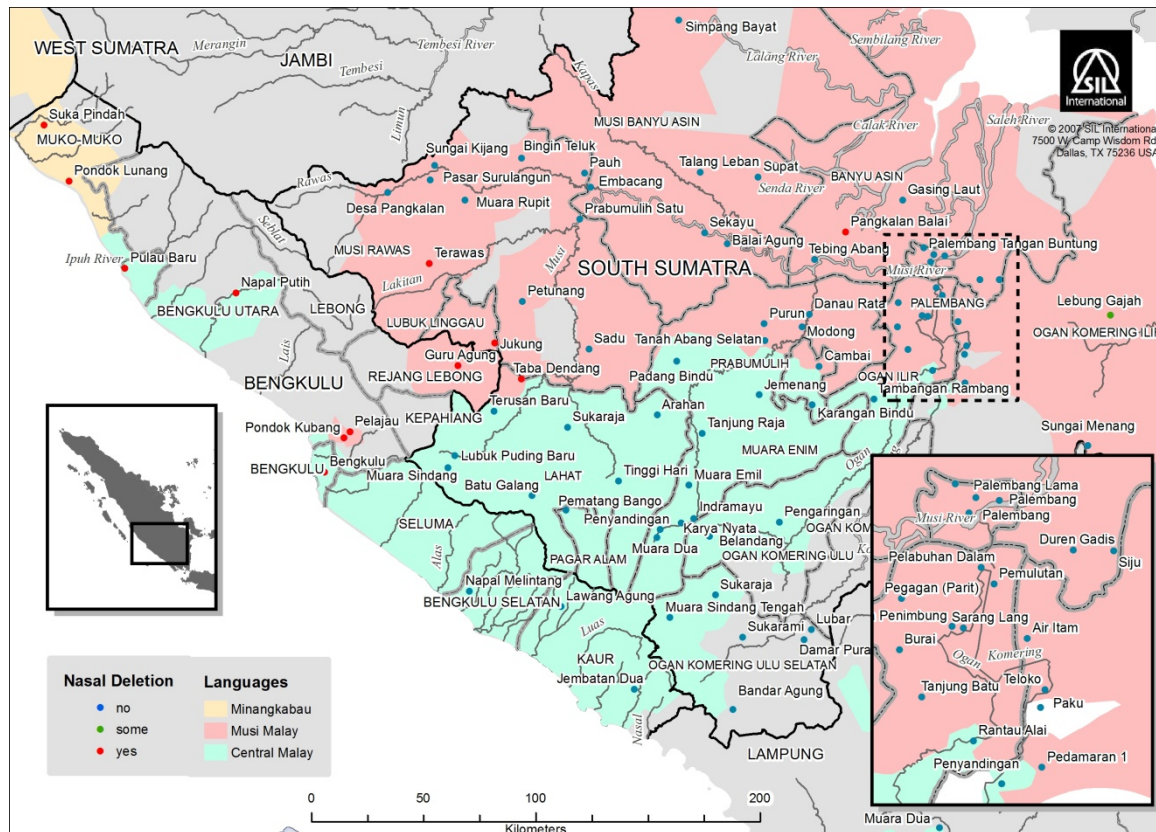 WEST SUMATRA
JAMBI
Merangin
Tembesi River
Tembesi
Limun
Simpang Bayat
Sembilang River
Lalang River
Kapas
SIL
International
© 2007 SIL International
7500 W. Camp Wisdom Rd
Dallas, TX 75236 USA
Suka Pindah
MUKO-MUKO
Pondok Lunang
MUSI BANYU ASIN
Calak River
Saleh River
Sungai Kijang
Bingin Teluk
Pauh
Talang Leban
Supat
BANYU ASIN
Rawas
Pasar Surulangun
Embacang
Senda River
Gasing Laut
Desa Pangkalan
Muara Rupit
Prabumulih Satu
Sekayu
Pangkalan Balai
Seblat
MUSI RAWAS
Terawas
Musi
Balai Agung
Tebing Abang
Palembang Tangan Buntung
Ipuh River
Pulau Baru
Napal Putih
SOUTH SUMATRA
Musi River
Lakitan
Petunang
Danau Rata
PALEMBANG
Lebung Gajah
BENGKULU UTARA
LEBONG
LUBUK LINGGAU
Purun
Modong
OGAN KOMERING ILIR
Lais
Jukung
Sadu
Tanah Abang Selatan
Guru Agung
PRABUMULIH
Cambai
BENGKULU
REJANG LEBONG
Taba Dendang
Padang Bindu
OGAN ILIR
Tambangan Rambang
Terusan Baru
Arahan
Jemenang
Karangan Bindu
Pelajau
KEPAHIANG
Sukaraja
Tanjung Raja
Sungai Menang
Pondok Kubang
MUARA ENIM
BENGKULU
Bengkulu
Lubuk Puding Baru
Ogan
Muara Sindang
LAHAT
Tinggi Hari
Muara Emil
Batu Galang
Pematang Bango
Indramayu
Pengaringan
SELUMA
Penyandingan
Karya Nyata
OGAN KOM
Belandang
Alas
PAGAR ALAM
Muara Dua
OGAN KOMERING ULU
Napal Melintang
BENGKULU SELATAN
Lawang Agung
Sukaraja
Muara Sindang Tengah
Luas
Sukarami
Lubar
Damar Pura
KAUR
OGAN KOMERING ULU SELATAN
Jembatan Dua
Bandar Agung
Nasal
LAMPUNG
Palembang Lama
Palembang
Musi River
Palembang
Duren Gadis
Pelabuhan Dalam
Siju
Pemulutan
Pegagan (Parit)
Penimbung
Sarang Lang
Air Itam
Burai
Ogan
Komering
Teloko
Tanjung Batu
Paku
Rantau Alai
Penyandingan
Pedamaran 1
Muara Dua
Nasal Deletion
no
some
yes
Languages
Minangkabau
Musi Malay
Central Malay
0
50
100
200
Kilometers